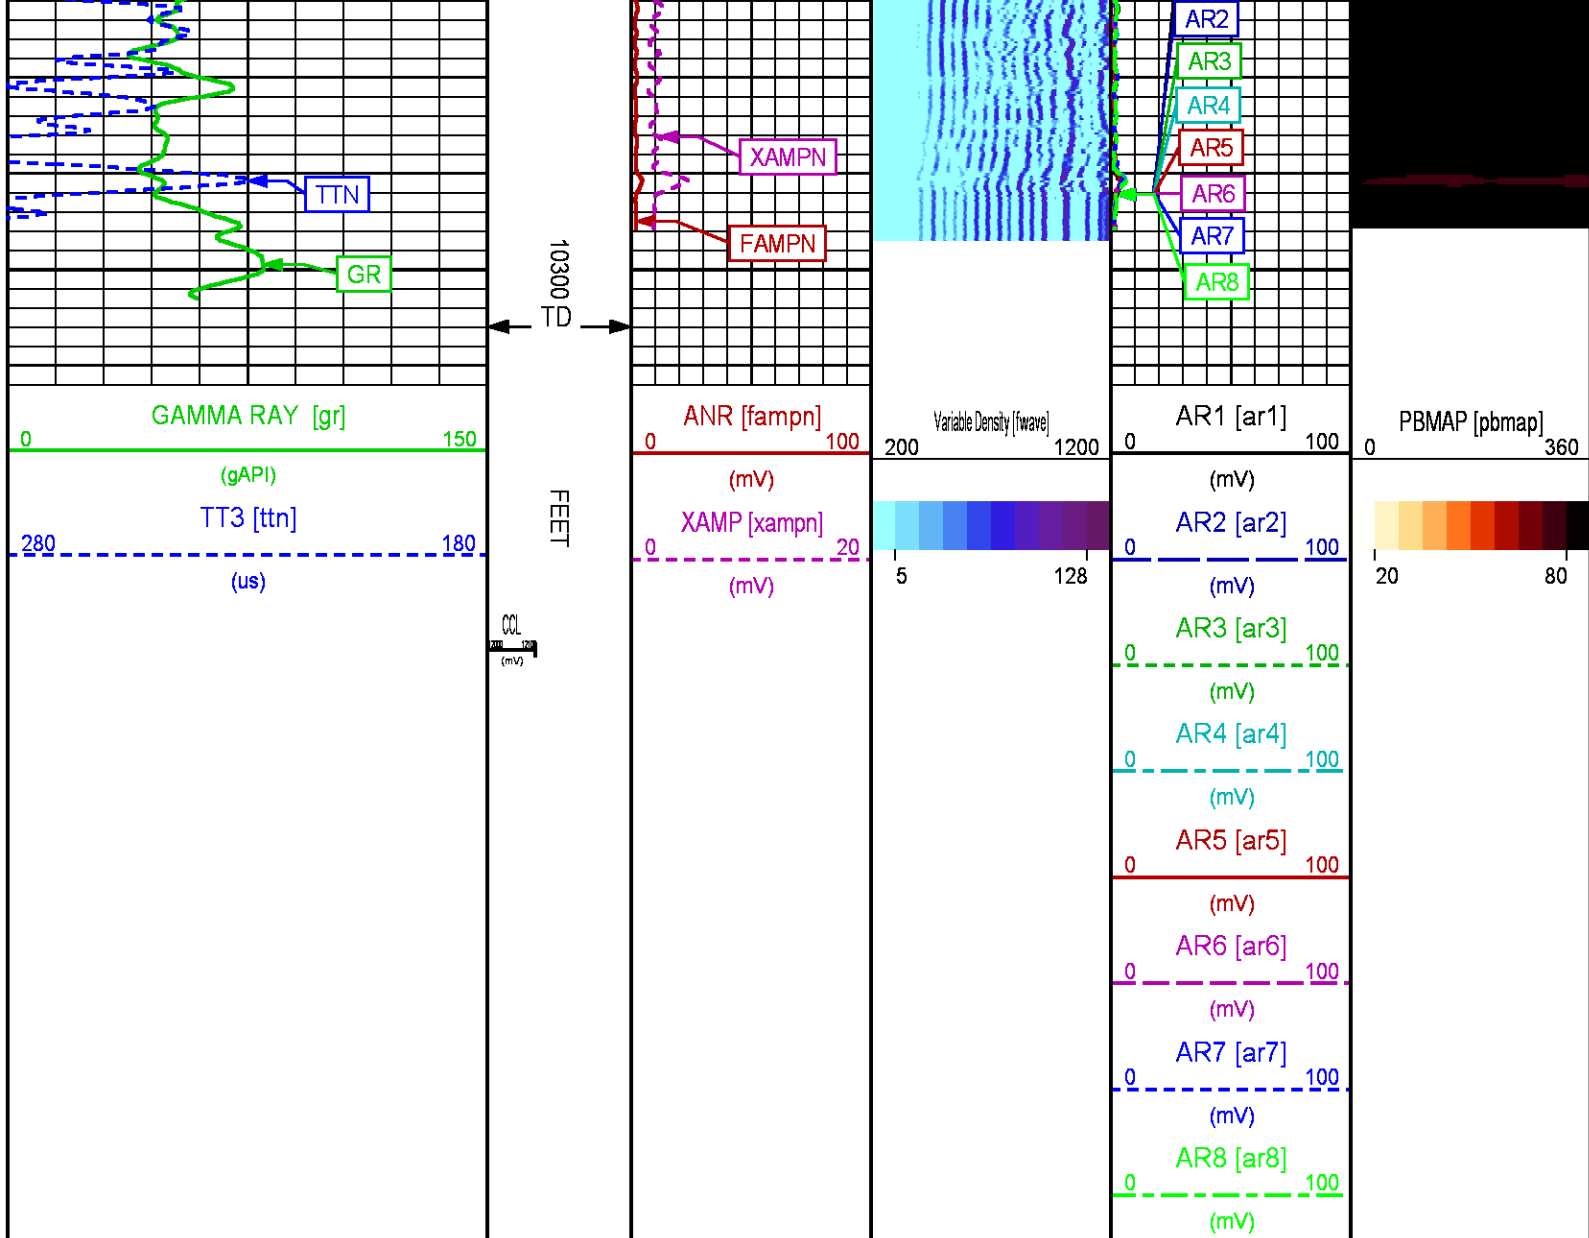 AR2
AR3
AR4
AR5
AR6
AR7
AR8
XAMPN
FAMPN
TTN
GR
10300
TD
FEET
GAMMA RAY [gr]
0 150
(gAPI)
TT3 [ttn]
280 180
(us)
CCL
(mV)
ANR [fampn]
0 100
(mV)
XAMP [xampn]
0 20
(mV)
Variable Density [fwave]
200 1200
5 128
AR1 [ar1]
0 100
(mV)
AR2 [ar2]
0 100
(mV)
AR3 [ar3]
0 100
(mV)
AR4 [ar4]
0 100
(mV)
AR5 [ar5]
0 100
(mV)
AR6 [ar6]
0 100
(mV)
AR7 [ar7]
0 100
(mV)
AR8 [ar8]
0 100
(mV)
PBMAP [pbmap]
0 360
20 80